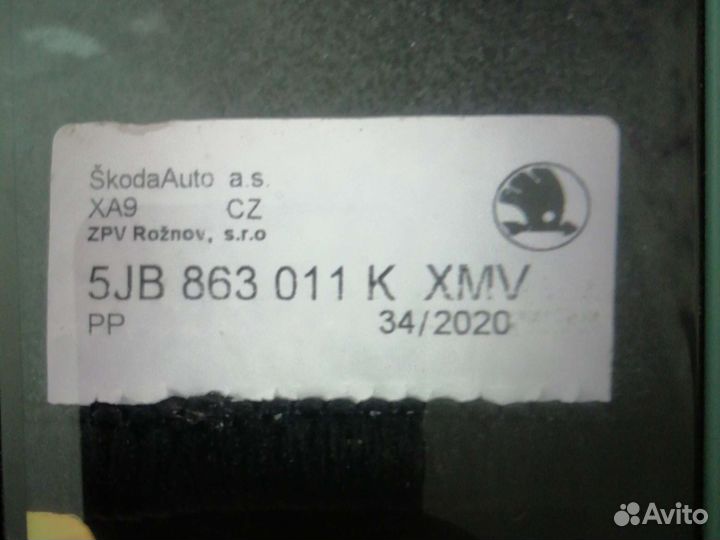 ŠkodaAuto a.s.
XA9 CZ
ZPV Rožnov, s.r.o
5JB 863 011 K XMV
PP 34/2020
Avito